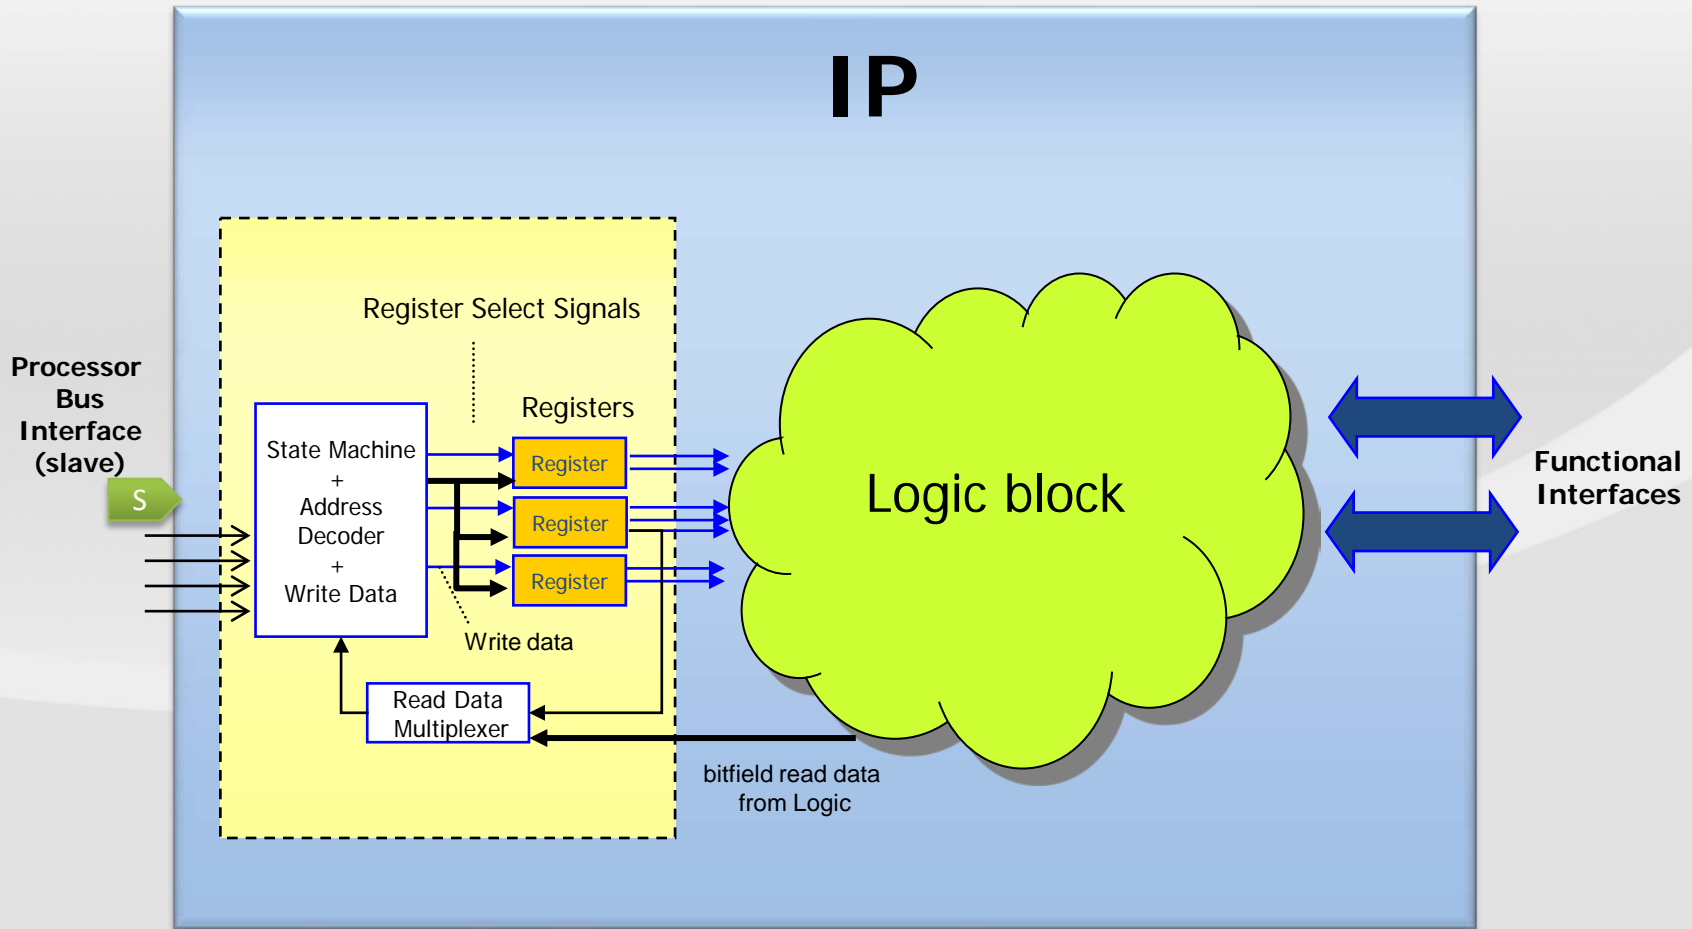 IP
Register Select Signals
Processor
Bus
Interface
(slave)
S
Registers
State Machine
+
Address
Decoder
+
Write Data
Register
Register
Register
Write data
Read Data
Multiplexer
Logic block
bitfield read data
from Logic
Functional
Interfaces